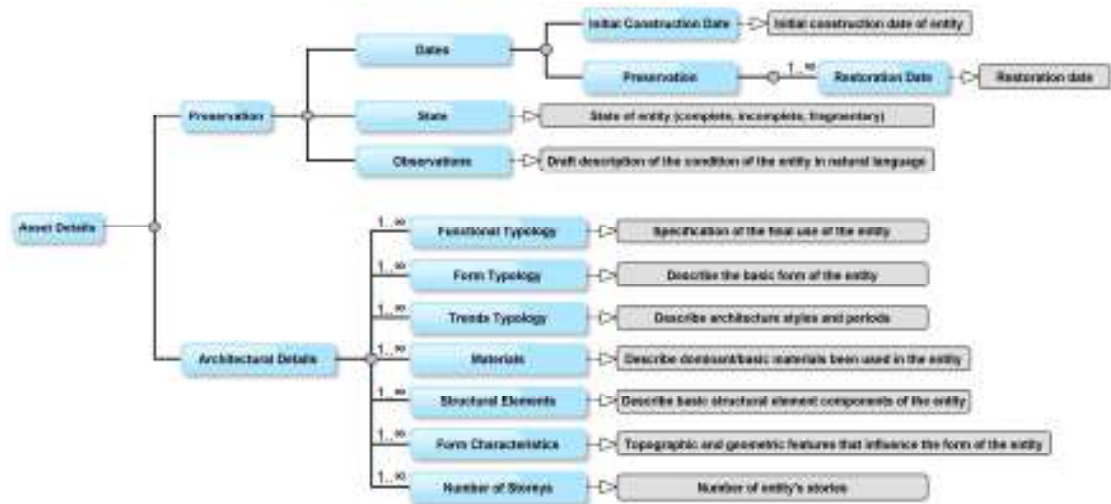 Initial Construction Date
Initial construction date of entity
Dates
Preservation
1..∞
Restoration Date
Restoration date
Preservation
State
State of entity (complete, incomplete, fragmentary)
Observations
Draft description of the condition of the entity in natural language
Asset Details
1..∞
Functional Typology
Specification of the final use of the entity
1..∞
Form Typology
Describe the basic form of the entity
1..∞
Trends Typology
Describe architecture styles and periods
Architectural Details
1..∞
Materials
Describe dominant/basic materials been used in the entity
1..∞
Structural Elements
Describe basic structural element components of the entity
1..∞
Form Characteristics
Topographic and geometric features that influence the form of the entity
1..∞
Number of Storeys
Number of entity's stories